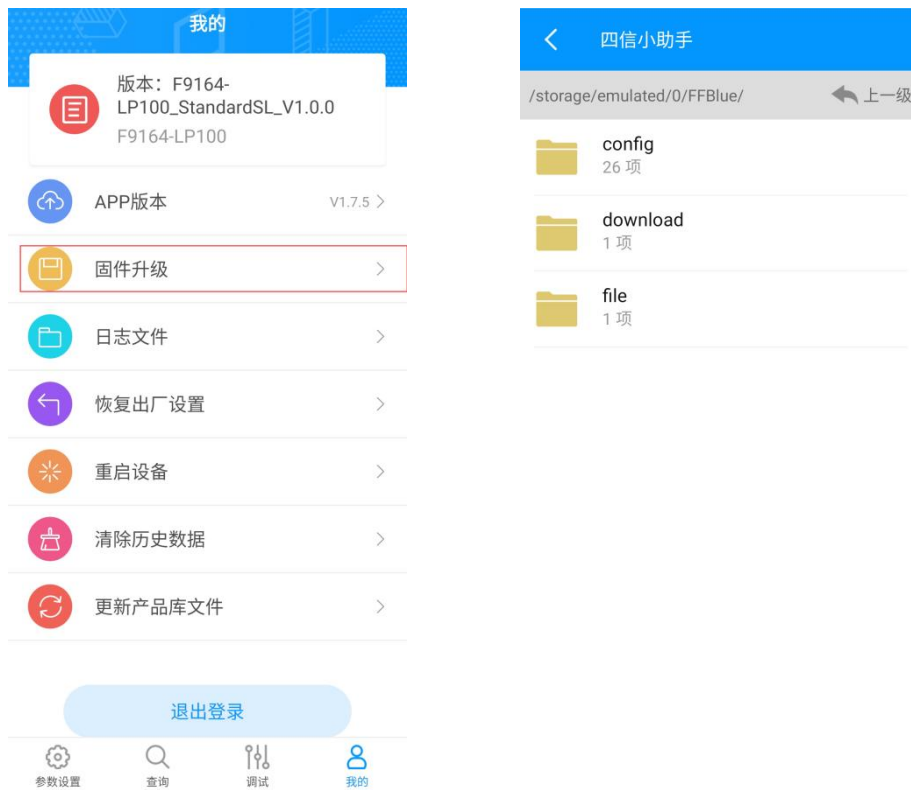 我的
版本：F9164-
LP100_StandardSL_V1.0.0
F9164-LP100
APP版本
V1.7.5
固件升级
日志文件
恢复出厂设置
重启设备
清除历史数据
更新产品库文件
退出登录
参数设置
查询
调试
我的
四信小助手
/storage/emulated/0/FFBlue/
上一级
config
26 项
download
1 项
file
1 项